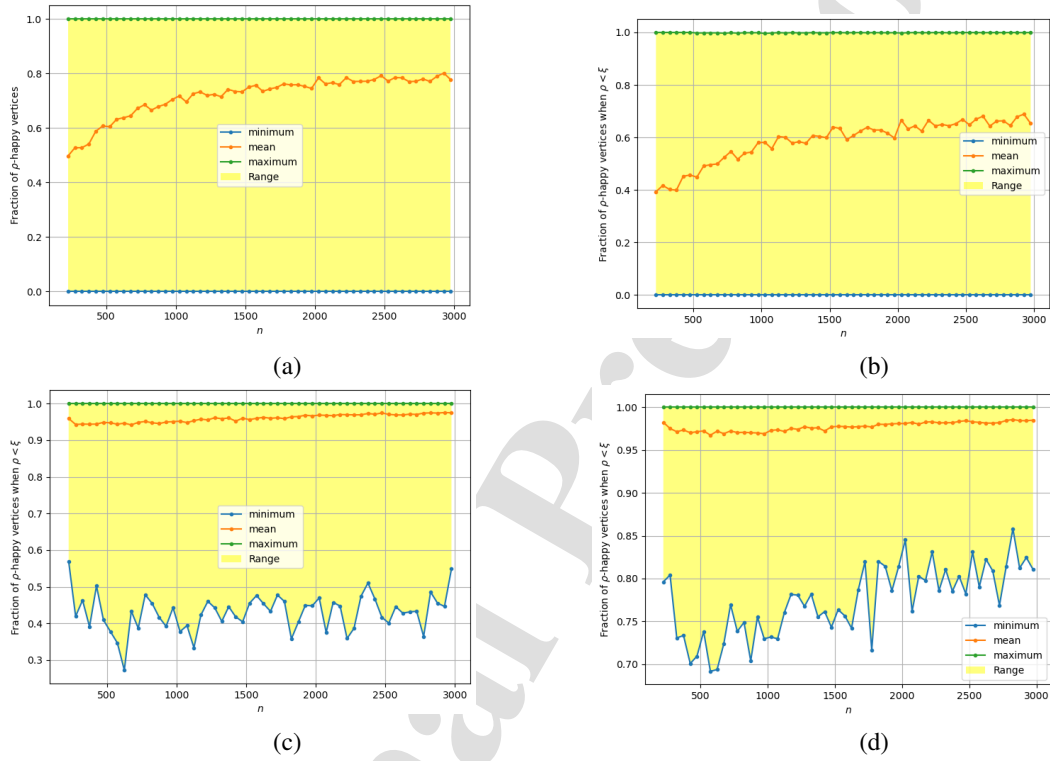 Fraction of ρ-happy vertices
1.0
0.8
0.6
0.4
0.2
0.0
minimum
mean
maximum
Range
500
1000
1500
2000
2500
3000
n
(a)
Fraction of ρ-happy vertices when ρ < ξ
1.0
0.8
0.6
0.4
0.2
0.0
minimum
mean
maximum
Range
500
1000
1500
2000
2500
3000
n
(b)
Fraction of ρ-happy vertices when ρ < ξ
1.0
0.9
0.8
0.7
0.6
0.5
0.4
0.3
minimum
mean
maximum
Range
500
1000
1500
2000
2500
3000
n
(c)
Fraction of ρ-happy vertices when ρ < ξ
1.00
0.95
0.90
0.85
0.80
0.75
0.70
minimum
mean
maximum
Range
500
1000
1500
2000
2500
3000
n
(d)